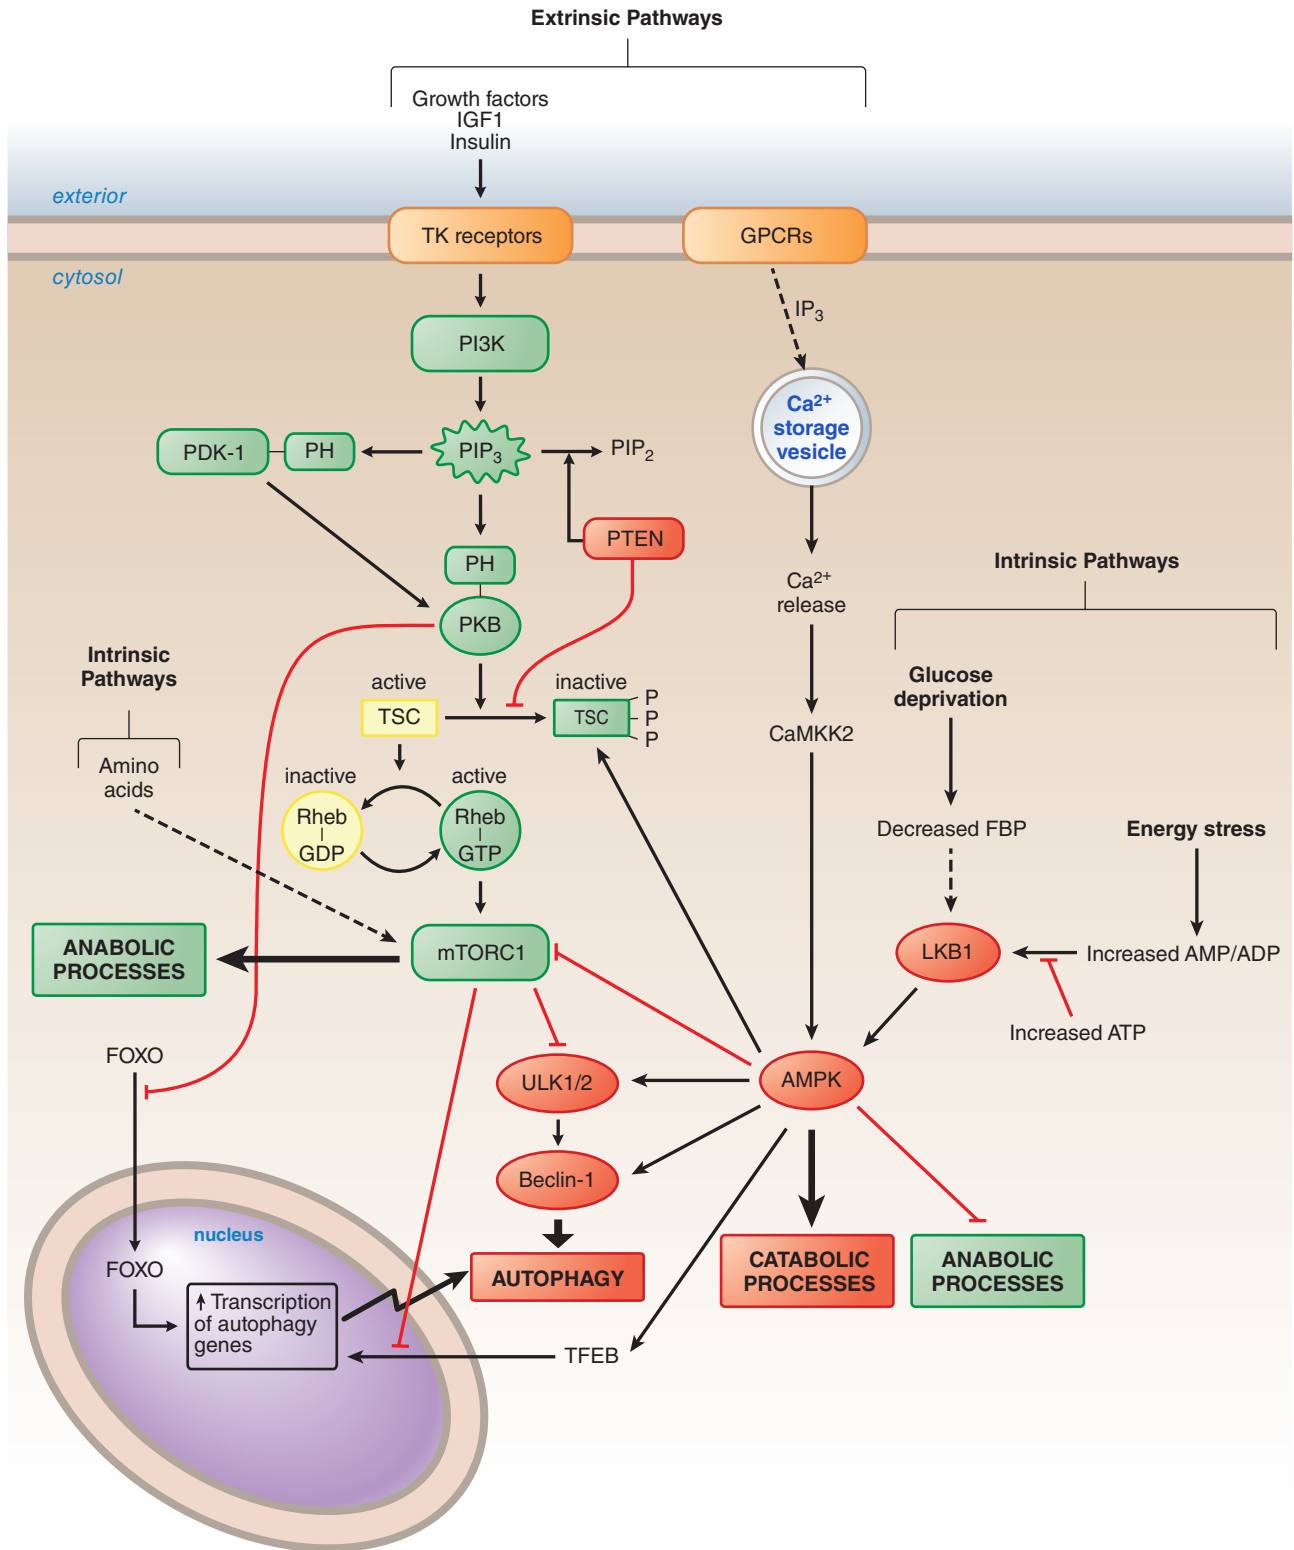 Extrinsic Pathways
Growth factors
IGF1
Insulin
exterior
TK receptors
GPCRs
cytosol
IP3
PI3K
Ca2+
storage
vesicle
PDK-1
PH
PIP3
PIP2
PTEN
PH
Ca2+
release
Intrinsic Pathways
PKB
Intrinsic
Pathways
active
inactive
Glucose
deprivation
TSC
TSC
P
P
P
CaMKK2
Amino
acids
inactive
active
Rheb
GDP
Rheb
GTP
Decreased FBP
Energy stress
ANABOLIC
PROCESSES
mTORC1
LKB1
Increased AMP/ADP
Increased ATP
FOXO
ULK1/2
AMPK
Beclin-1
nucleus
FOXO
AUTOPHAGY
CATABOLIC
PROCESSES
ANABOLIC
PROCESSES
Transcription
of autophagy
genes
TFEB